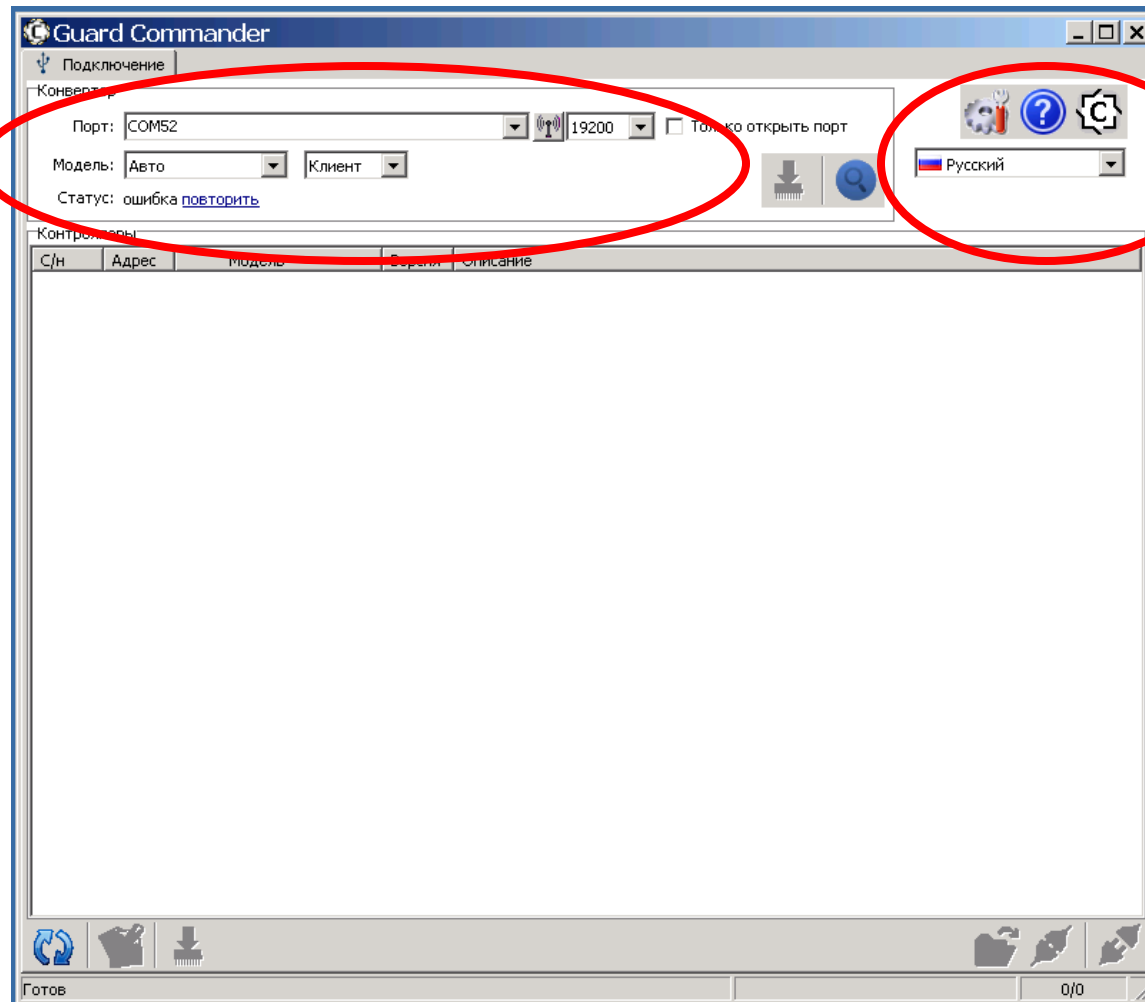 Guard Commander
Подключение
Конвертор
Порт: COM52 19200 Только открыть порт
Модель: Авто Клиент
Русский
Статус: ошибка повторить
Контроллеры
С/н Адрес Модель Версия Описание
Готов 0/0